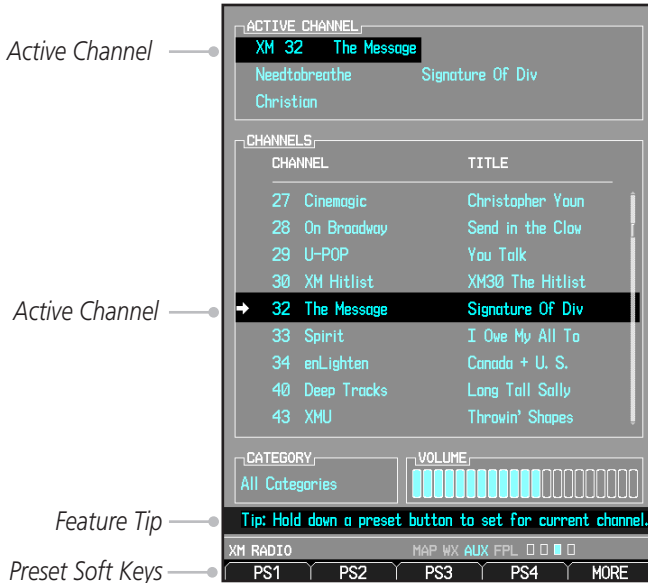 ACTIVE CHANNEL
Active Channel
XM 32 The Message
Needtobreathe Signature Of Div
Christian
CHANNELS
CHANNEL TITLE
27 Cinemagic Christopher Youn
28 On Broadway Send in the Clow
29 U-POP You Talk
30 XM Hitlist XM30 The Hitlist
Active Channel
32 The Message Signature Of Div
33 Spirit I Owe My All To
34 enLighten Canada + U. S.
40 Deep Tracks Long Tall Sally
43 XMU Throwin' Shapes
CATEGORY VOLUME
All Categories
Feature Tip
Tip: Hold down a preset button to set for current channel.
XM RADIO MAP WX AUX FPL
Preset Soft Keys
PS1 PS2 PS3 PS4 MORE